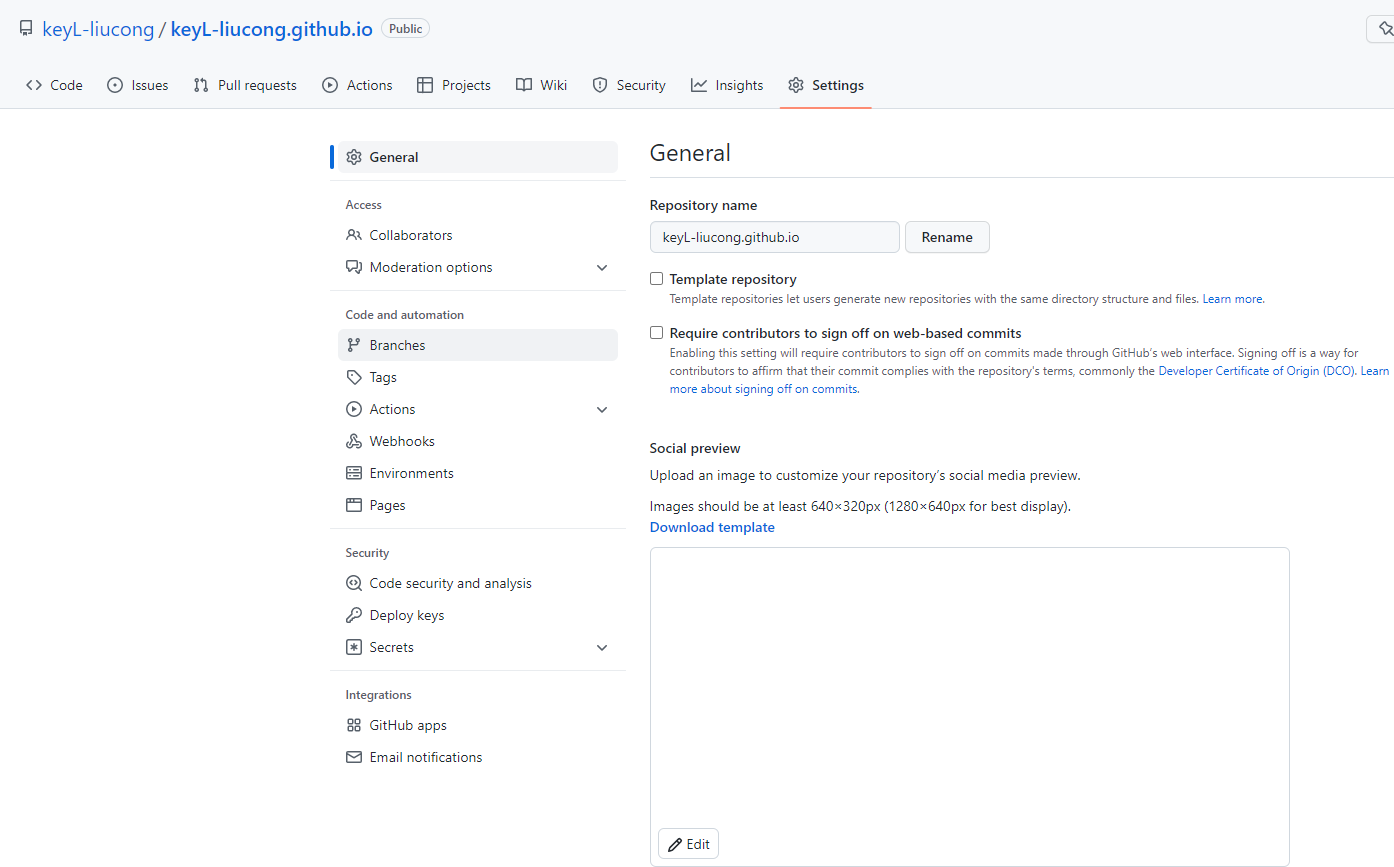 keyL-liucong / keyL-liucong.github.io Public
Code Issues Pull requests Actions Projects Wiki Security Insights Settings
General
Access
Collaborators
Moderation options
Code and automation
Branches
Tags
Actions
Webhooks
Environments
Pages
Security
Code security and analysis
Deploy keys
Secrets
Integrations
GitHub apps
Email notifications
General
Repository name
keyL-liucong.github.io Rename
Template repository
Template repositories let users generate new repositories with the same directory structure and files. Learn more.
Require contributors to sign off on web-based commits
Enabling this setting will require contributors to sign off on commits made through GitHub's web interface. Signing off is a way for
contributors to affirm that their commit complies with the repository's terms, commonly the Developer Certificate of Origin (DCO). Learn
more about signing off on commits.
Social preview
Upload an image to customize your repository's social media preview.
Images should be at least 640×320px (1280×640px for best display).
Download template
Edit